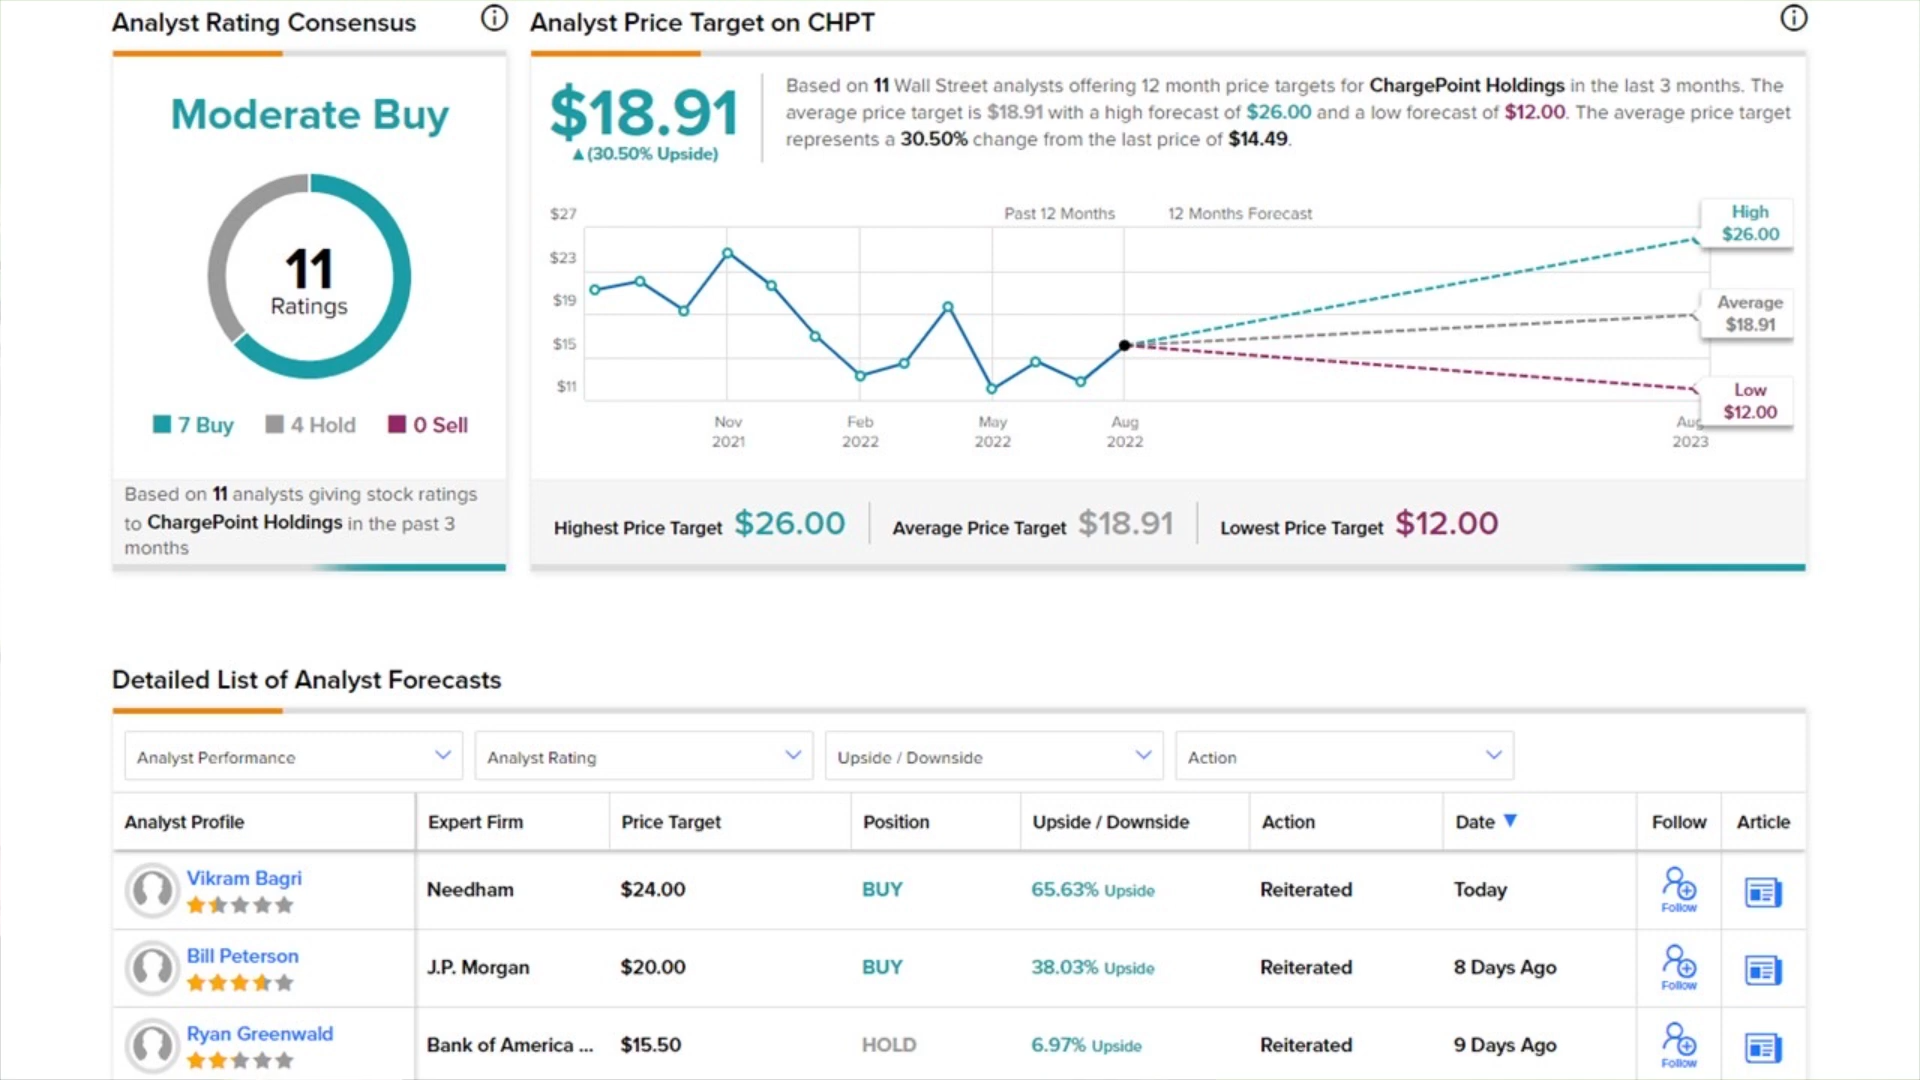 Analyst Rating Consensus
Moderate Buy
11
Ratings
7 Buy
4 Hold
0 Sell
Based on 11 analysts giving stock ratings
to ChargePoint Holdings in the past 3
months
Analyst Price Target on CHPT
$18.91
▲(30.50% Upside)
Based on 11 Wall Street analysts offering 12 month price targets for ChargePoint Holdings in the last 3 months. The
average price target is $18.91 with a high forecast of $26.00 and a low forecast of $12.00. The average price target
represents a 30.50% change from the last price of $14.49.
Past 12 Months
12 Months Forecast
$27
$23
$19
$15
$11
Nov
2021
Feb
2022
May
2022
Aug
2022
Aug
2023
High
$26.00
Average
$18.91
Low
$12.00
Highest Price Target $26.00
Average Price Target $18.91
Lowest Price Target $12.00
Detailed List of Analyst Forecasts
Analyst Performance
Analyst Rating
Upside / Downside
Action
Analyst Profile Expert Firm Price Target Position Upside / Downside Action Date ▼ Follow Article
Vikram Bagri Needham $24.00 BUY 65.63% Upside Reiterated Today Follow
Bill Peterson J.P. Morgan $20.00 BUY 38.03% Upside Reiterated 8 Days Ago Follow
Ryan Greenwald Bank of America ... $15.50 HOLD 6.97% Upside Reiterated 9 Days Ago Follow